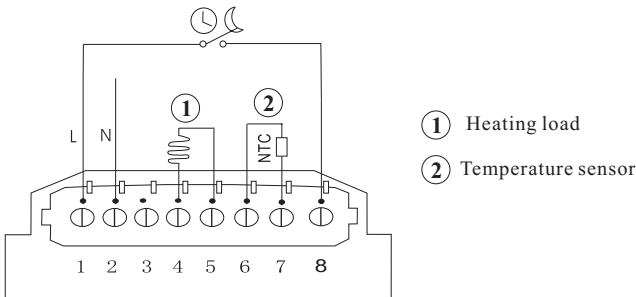 1
2
L
N
NTC
1 Heating load
2 Temperature sensor
1 2 3 4 5 6 7 8